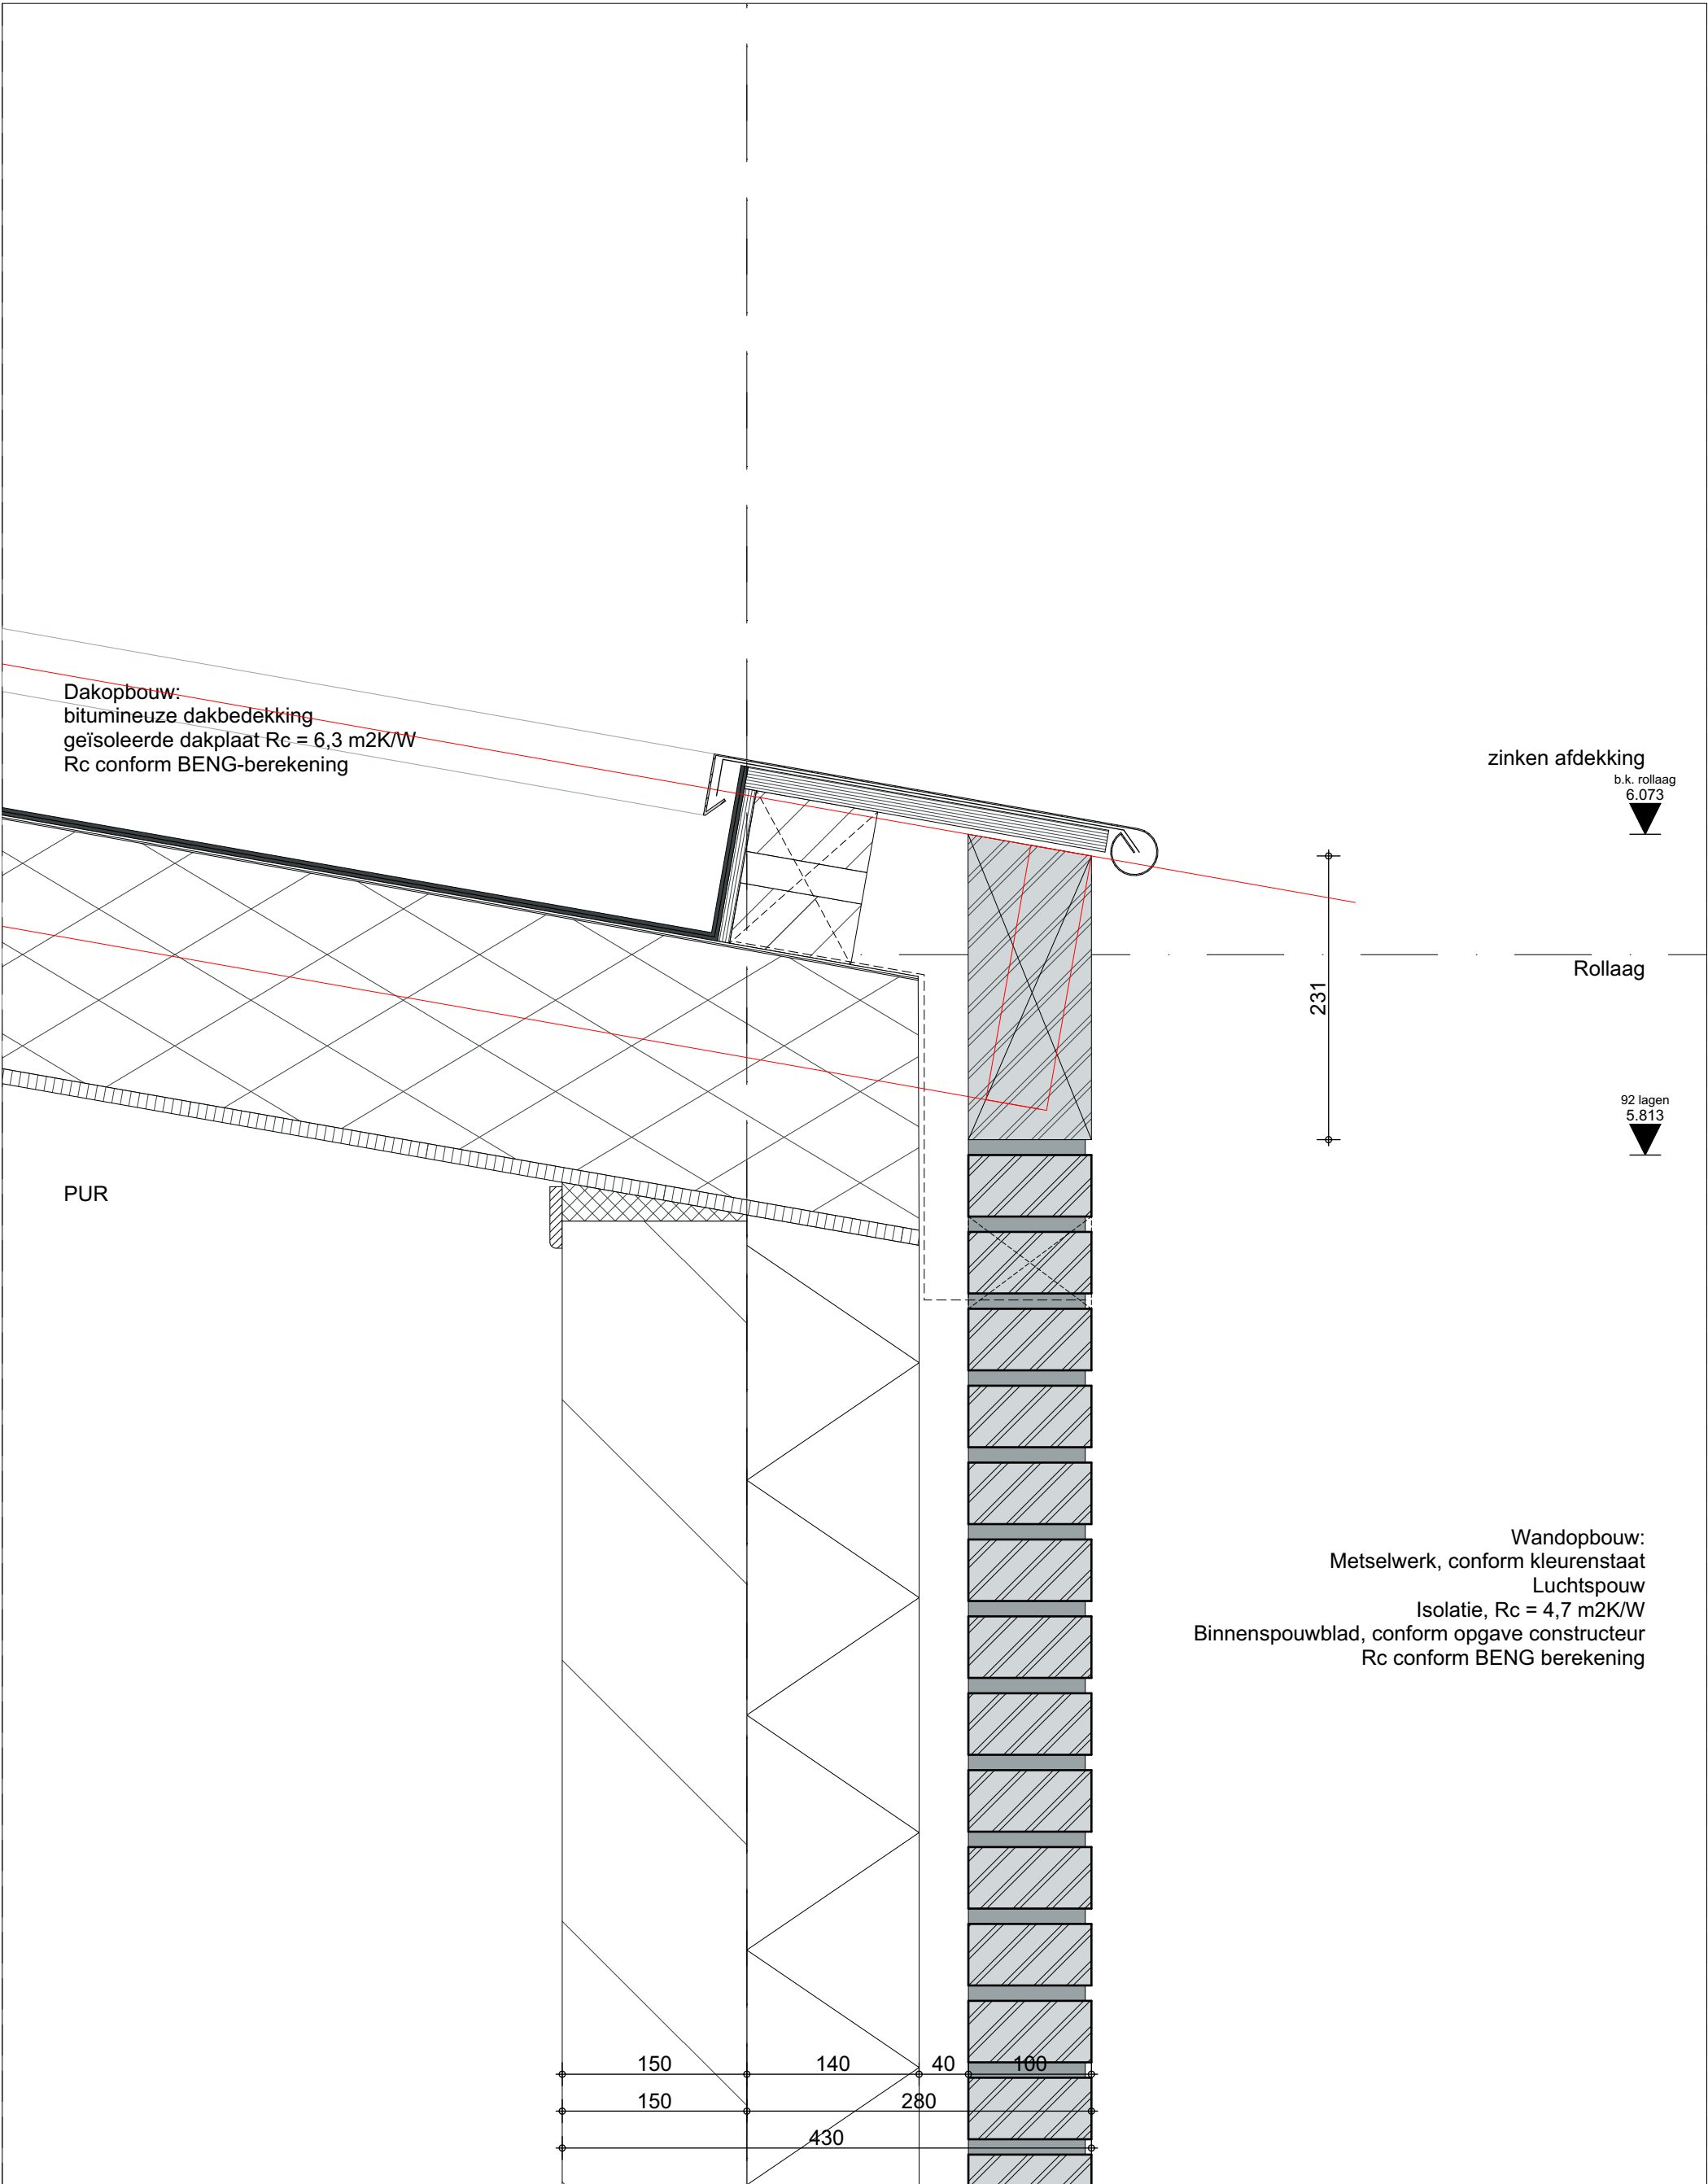 Dakopbouw:
bitumineuze dakbedekking
geïsoleerde dakplaat Rc = 6,3 m2K/W
Rc conform BENG-berekening
zinken afdekking
b.k. rollaag
6.073
Rollaag
231
92 lagen
5.813
PUR
Wandopbouw:
Metselwerk, conform kleurenstaat
Luchtspouw
Isolatie, Rc = 4,7 m2K/W
Binnenspouwblad, conform opgave constructeur
Rc conform BENG berekening
150 140 40 100
150 280
430